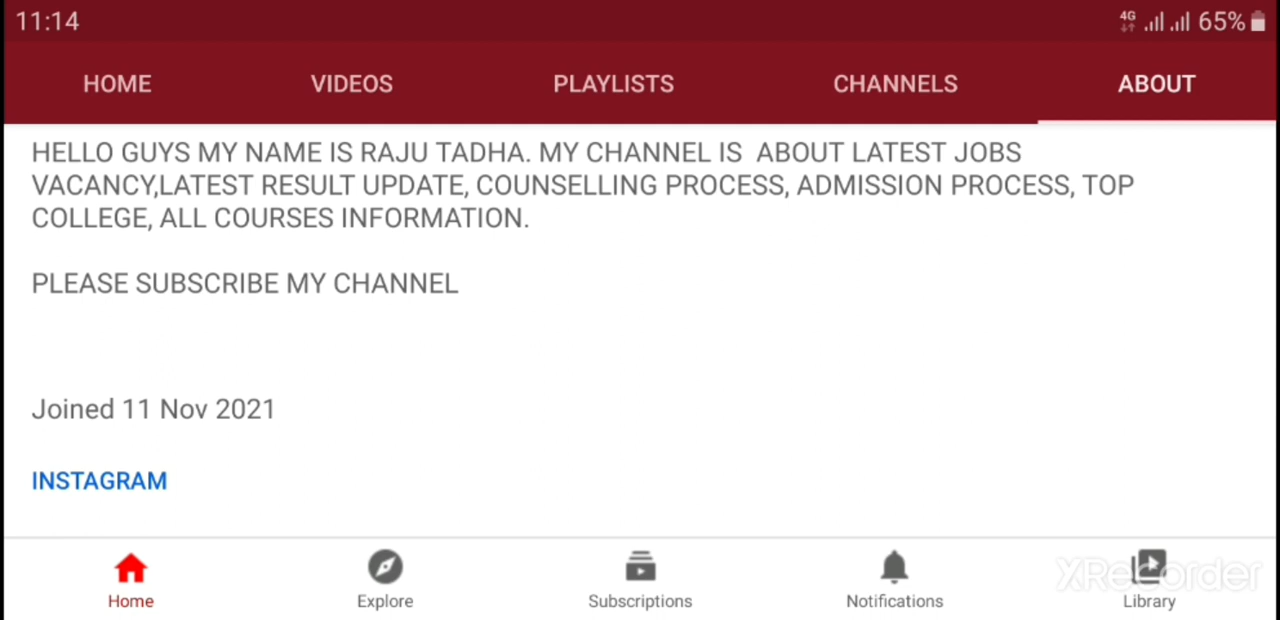 11:14 4G 65%
HOME VIDEOS PLAYLISTS CHANNELS ABOUT
HELLO GUYS MY NAME IS RAJU TADHA. MY CHANNEL IS  ABOUT LATEST JOBS
VACANCY,LATEST RESULT UPDATE, COUNSELLING PROCESS, ADMISSION PROCESS, TOP
COLLEGE, ALL COURSES INFORMATION.
PLEASE SUBSCRIBE MY CHANNEL
Joined 11 Nov 2021
INSTAGRAM
XRecorder
Home Explore Subscriptions Notifications Library